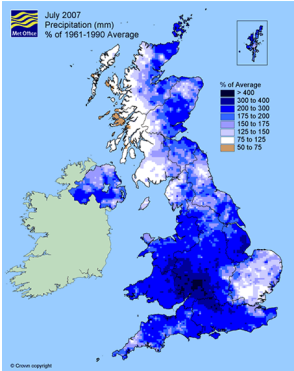 July 2007
Precipitation (mm)
% of 1961-1990 Average
Met Office
% of Average
> 400
300 to 400
200 to 300
175 to 200
150 to 175
125 to 150
75 to 125
50 to 75
© Crown copyright